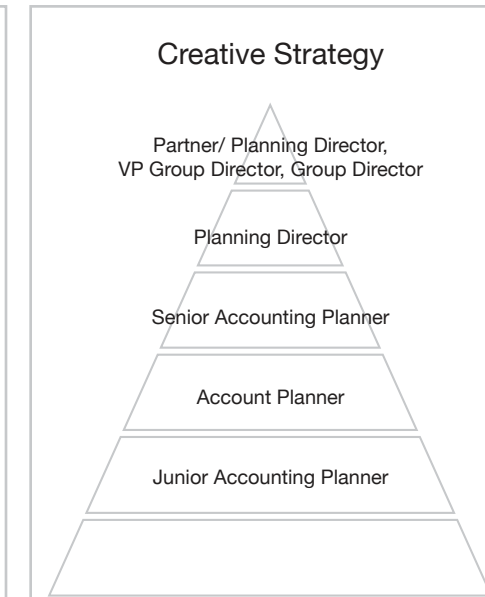 Creative Strategy
Partner/ Planning Director,
VP Group Director, Group Director
Planning Director
Senior Accounting Planner
Account Planner
Junior Accounting Planner